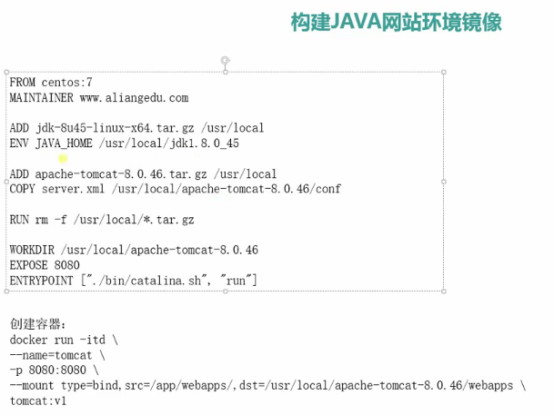 构建JAVA网站环境镜像
FROM centos:7
MAINTAINER www.aliangedu.com
ADD jdk-8u45-linux-x64.tar.gz /usr/local
ENV JAVA_HOME /usr/local/jdk1.8.0_45
ADD apache-tomcat-8.0.46.tar.gz /usr/local
COPY server.xml /usr/local/apache-tomcat-8.0.46/conf
RUN rm -f /usr/local/*.tar.gz
WORKDIR /usr/local/apache-tomcat-8.0.46
EXPOSE 8080
ENTRYPOINT ["./bin/catalina.sh", "run"]
创建容器：
docker run -itd \
--name=tomcat \
-p 8080:8080 \
--mount type=bind,src=/app/webapps/,dst=/usr/local/apache-tomcat-8.0.46/webapps \
tomcat:v1